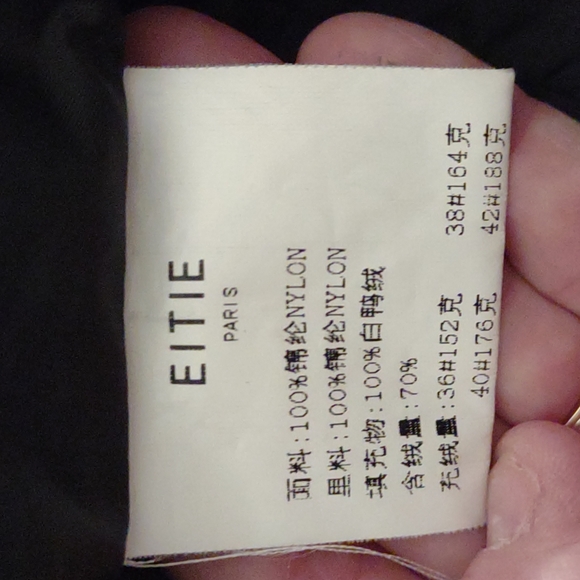 EITIE
PARIS
面料:100%锦纶NYLON
里料:100%锦纶NYLON
填充物:100%白鸭绒
含绒量:70%
充绒量:36#152克 38#164克
40#176克 42#188克